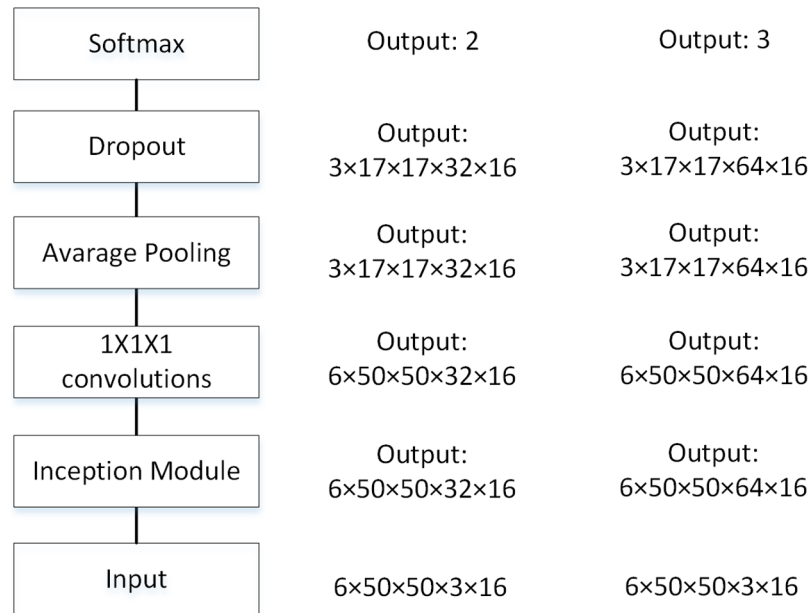 Softmax Output: 2 Output: 3
Dropout Output: Output:
3×17×17×32×16 3×17×17×64×16
Avarage Pooling Output: Output:
3×17×17×32×16 3×17×17×64×16
1X1X1 Output: Output:
convolutions 6×50×50×32×16 6×50×50×64×16
Inception Module Output: Output:
6×50×50×32×16 6×50×50×64×16
Input 6×50×50×3×16 6×50×50×3×16